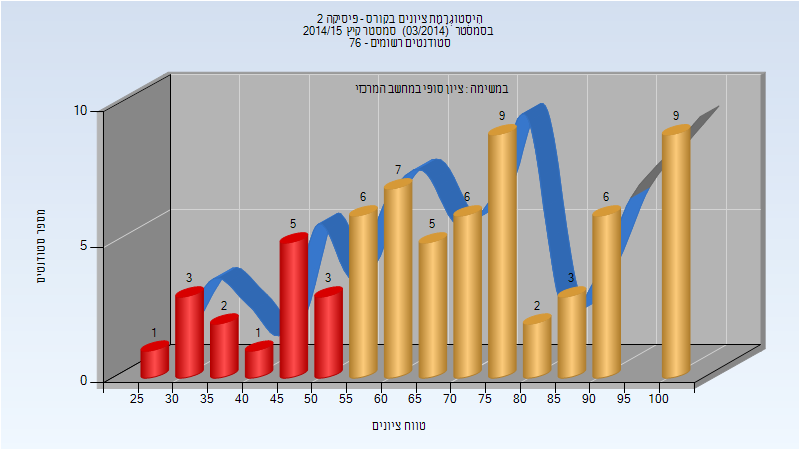 היסטוגרמת ציונים בקורס - פיסיקה 2
בסמסטר (03/2014) סמסטר קיץ 2014/15
סטודנטים רשומים - 76
במשימה : ציון סופי במחשב המרכזי
מספר סטודנטים
10
5
0
1
3
2
1
5
3
6
7
5
6
9
2
3
6
9
25 30 35 40 45 50 55 60 65 70 75 80 85 90 95 100
טווח ציונים